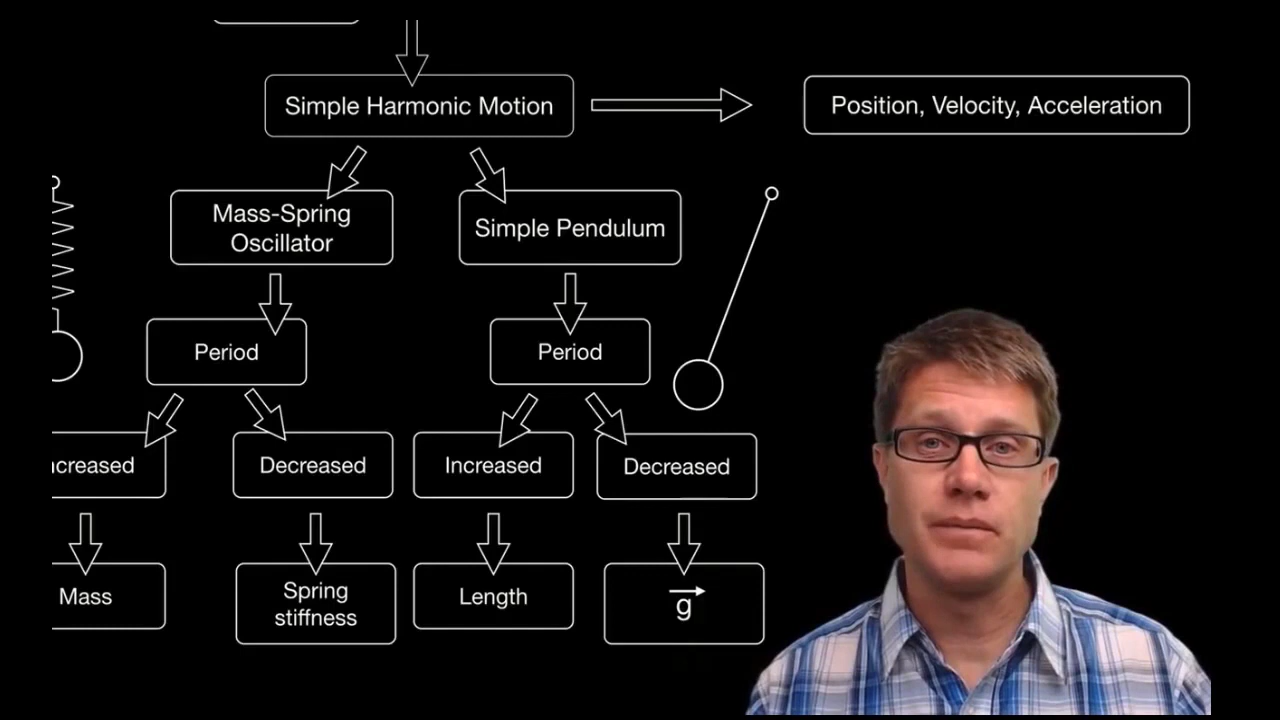 Simple Harmonic Motion
Position, Velocity, Acceleration
Mass-Spring
Oscillator
Simple Pendulum
Period
Period
ncreased
Decreased
Increased
Decreased
Mass
Spring
stiffness
Length
g